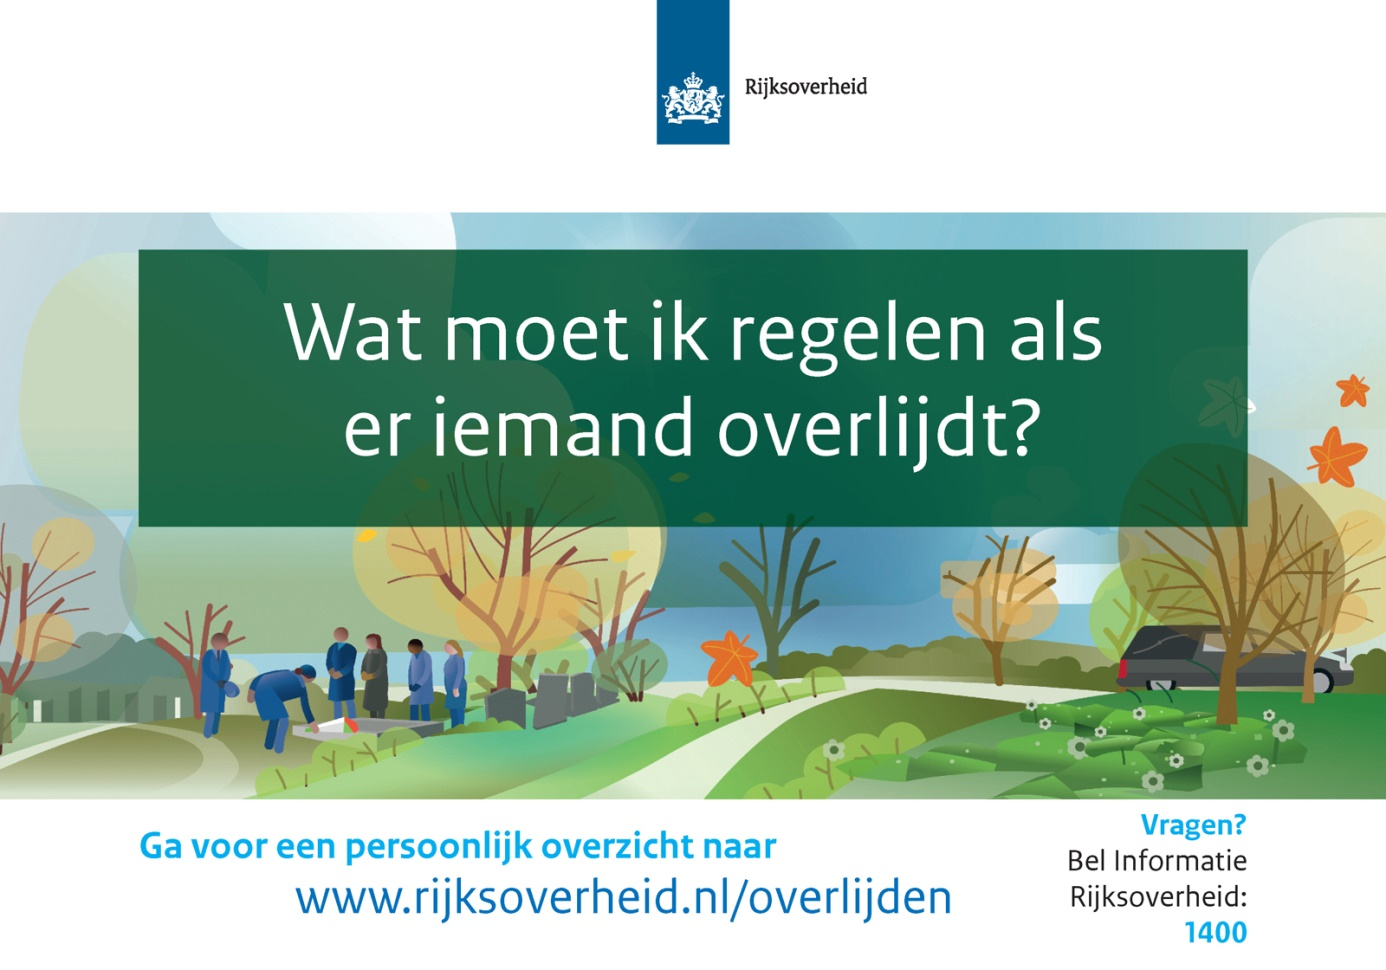 Rijksoverheid
Wat moet ik regelen als
er iemand overlijdt?
Ga voor een persoonlijk overzicht naar
www.rijksoverheid.nl/overlijden
Vragen?
Bel Informatie
Rijksoverheid:
1400